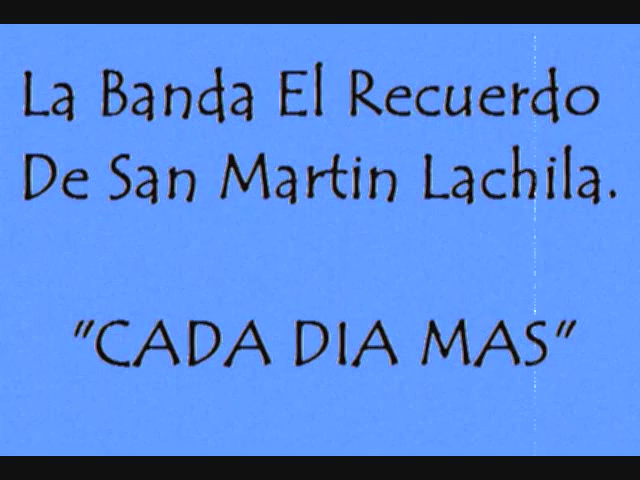 La Banda El Recuerdo
De San Martin Lachila.
"CADA DIA MAS"